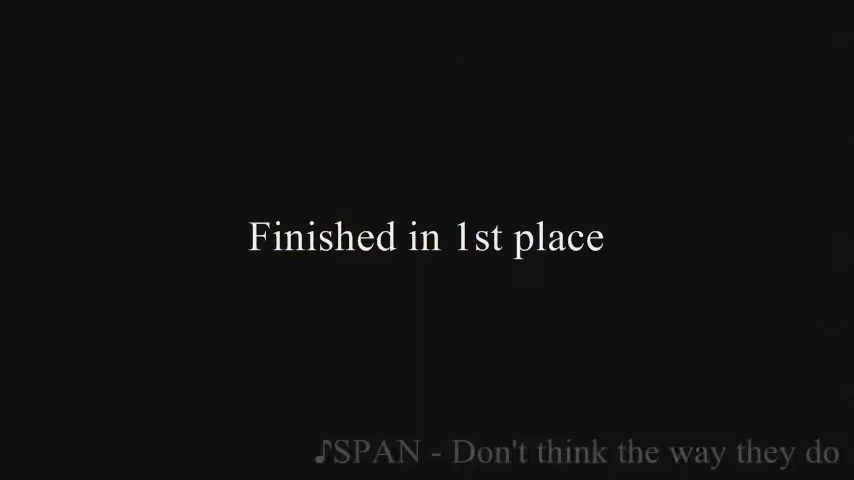 Finished in 1st place
♪SPAN - Don't think the way they do